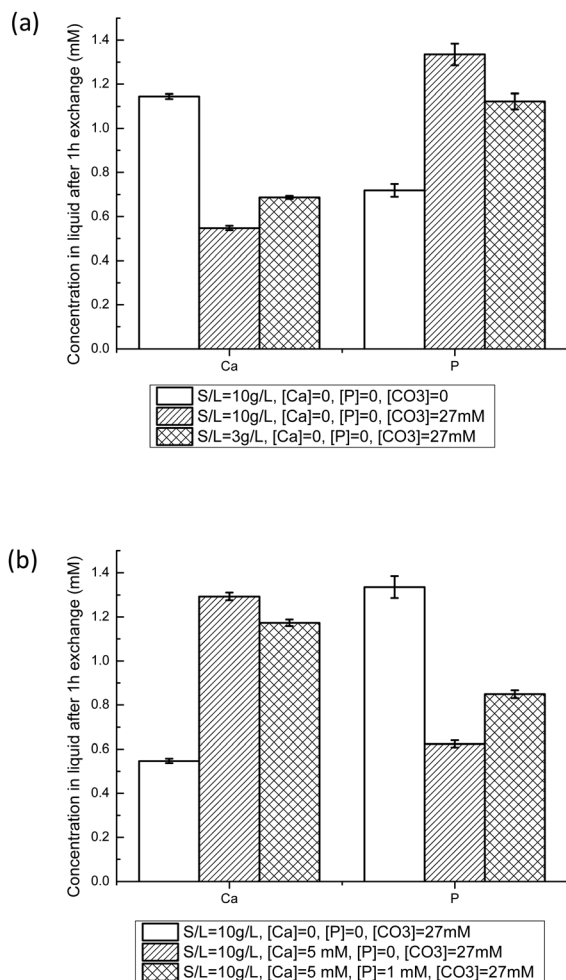 (a)
Concentration in liquid after 1h exchange (mM)
1.4
1.2
1.0
0.8
0.6
0.4
0.2
0.0
Ca
P
S/L=10g/L, [Ca]=0, [P]=0, [CO3]=0
S/L=10g/L, [Ca]=0, [P]=0, [CO3]=27mM
S/L=3g/L, [Ca]=0, [P]=0, [CO3]=27mM
(b)
Concentration in liquid after 1h exchange (mM)
1.4
1.2
1.0
0.8
0.6
0.4
0.2
0.0
Ca
P
S/L=10g/L, [Ca]=0, [P]=0, [CO3]=27mM
S/L=10g/L, [Ca]=5 mM, [P]=0, [CO3]=27mM
S/L=10g/L, [Ca]=5 mM, [P]=1 mM, [CO3]=27mM